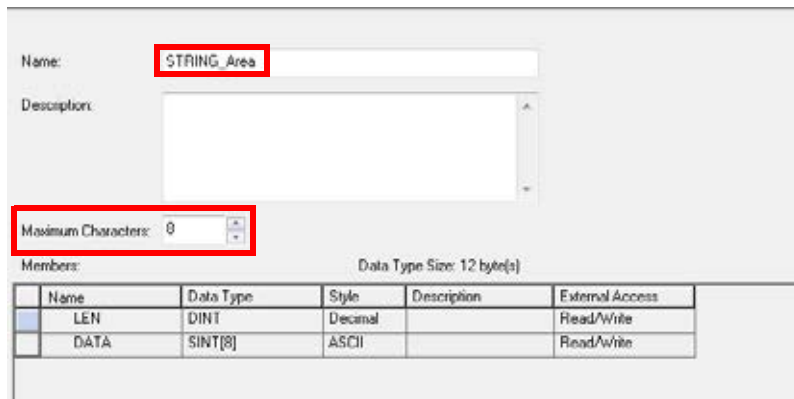 Name: STRING_Area
Description:
Maximum Characters: 8
Members: Data Type Size: 12 byte(s)
Name Data Type Style Description External Access
LEN DINT Decimal Read/Write
DATA SINT[8] ASCII Read/Write